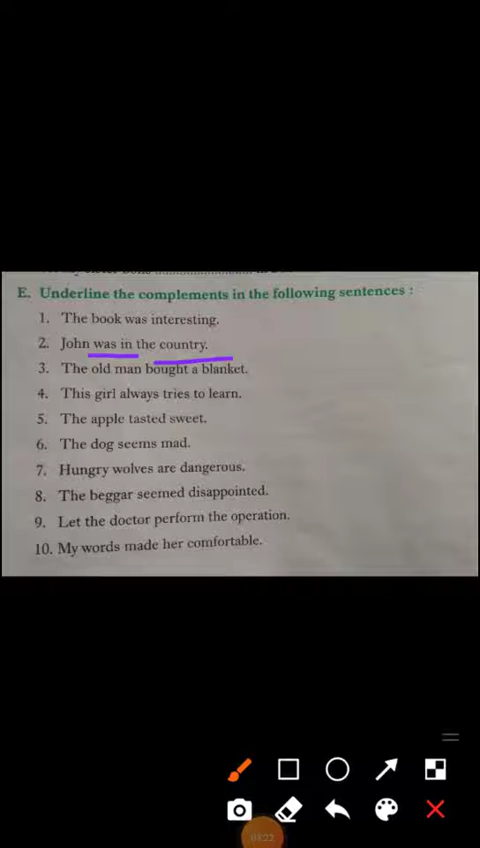 E. Underline the complements in the following sentences :
1. The book was interesting.
2. John was in the country.
3. The old man bought a blanket.
4. This girl always tries to learn.
5. The apple tasted sweet.
6. The dog seems mad.
7. Hungry wolves are dangerous.
8. The beggar seemed disappointed.
9. Let the doctor perform the operation.
10. My words made her comfortable.